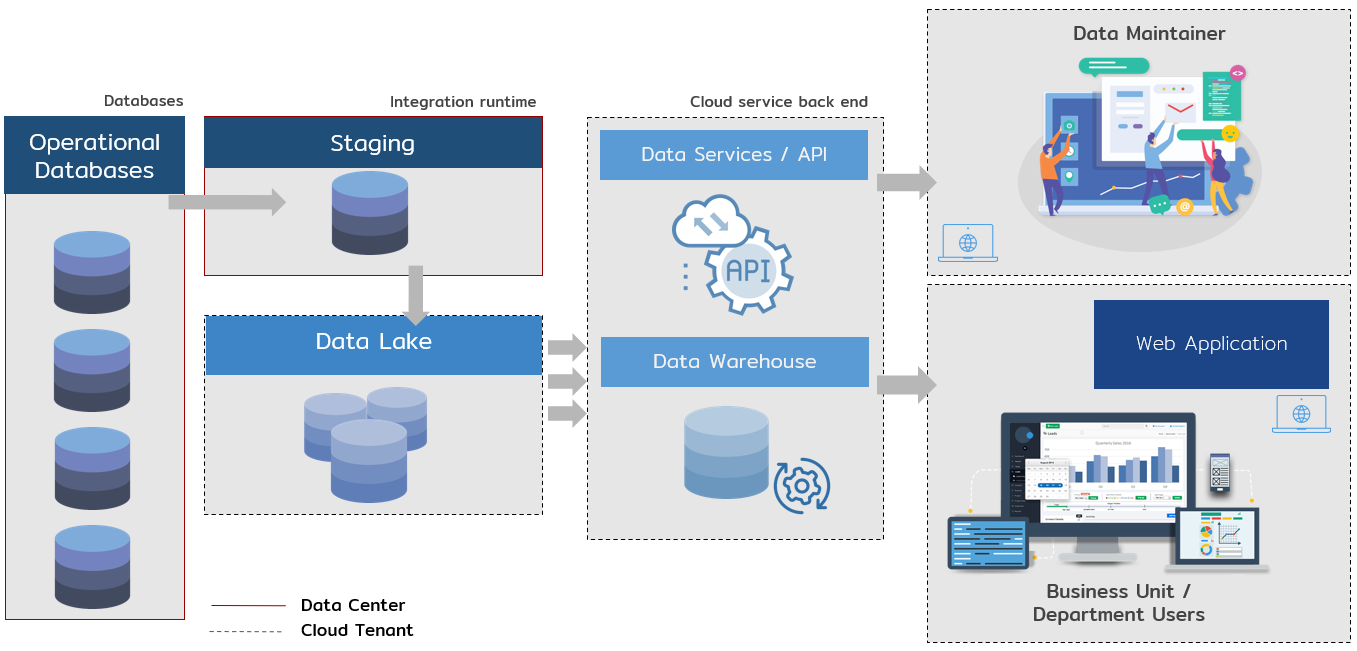 Databases
Operational
Databases
Integration runtime
Staging
Data Lake
Data Center
Cloud Tenant
Cloud service back end
Data Services / API
API
Data Warehouse
Data Maintainer
<>
@
Web Application
Quarterly Sales 2018
Business Unit /
Department Users